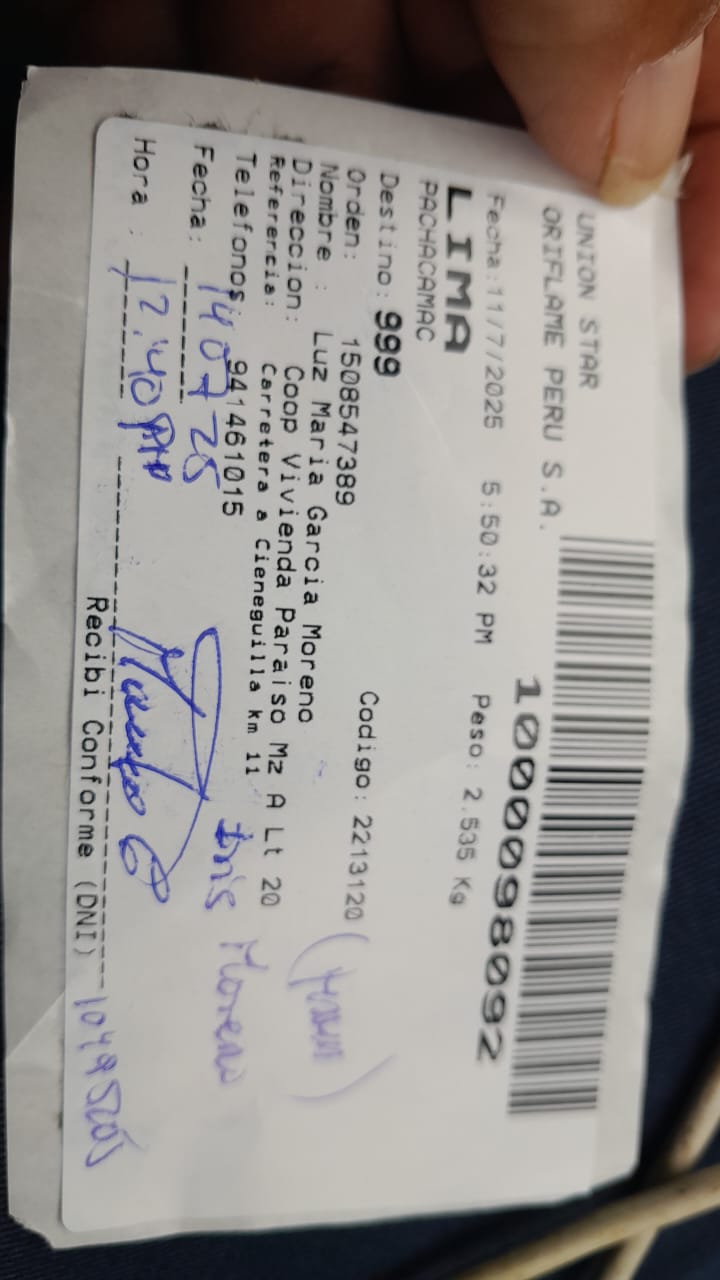 UNION STAR
ORIFLAME PERU S.A.
1000098092
Fecha:11/7/2025 5:50:32 PM Peso: 2.535 Kg
LIMA
PACHACAMAC
Destino: 999
Orden: 1508547389 Codigo: 2213120
Nombre : Luz Maria Garcia Moreno
Direccion: Coop Vivienda Paraiso Mz A Lt 20
Referencia: Carretera a Cieneguilla km 11
Telefonos: 941461015
Moreno
Fecha: 14 07 25
Hora : 12:40 PM
Recibi Conforme (DNI)